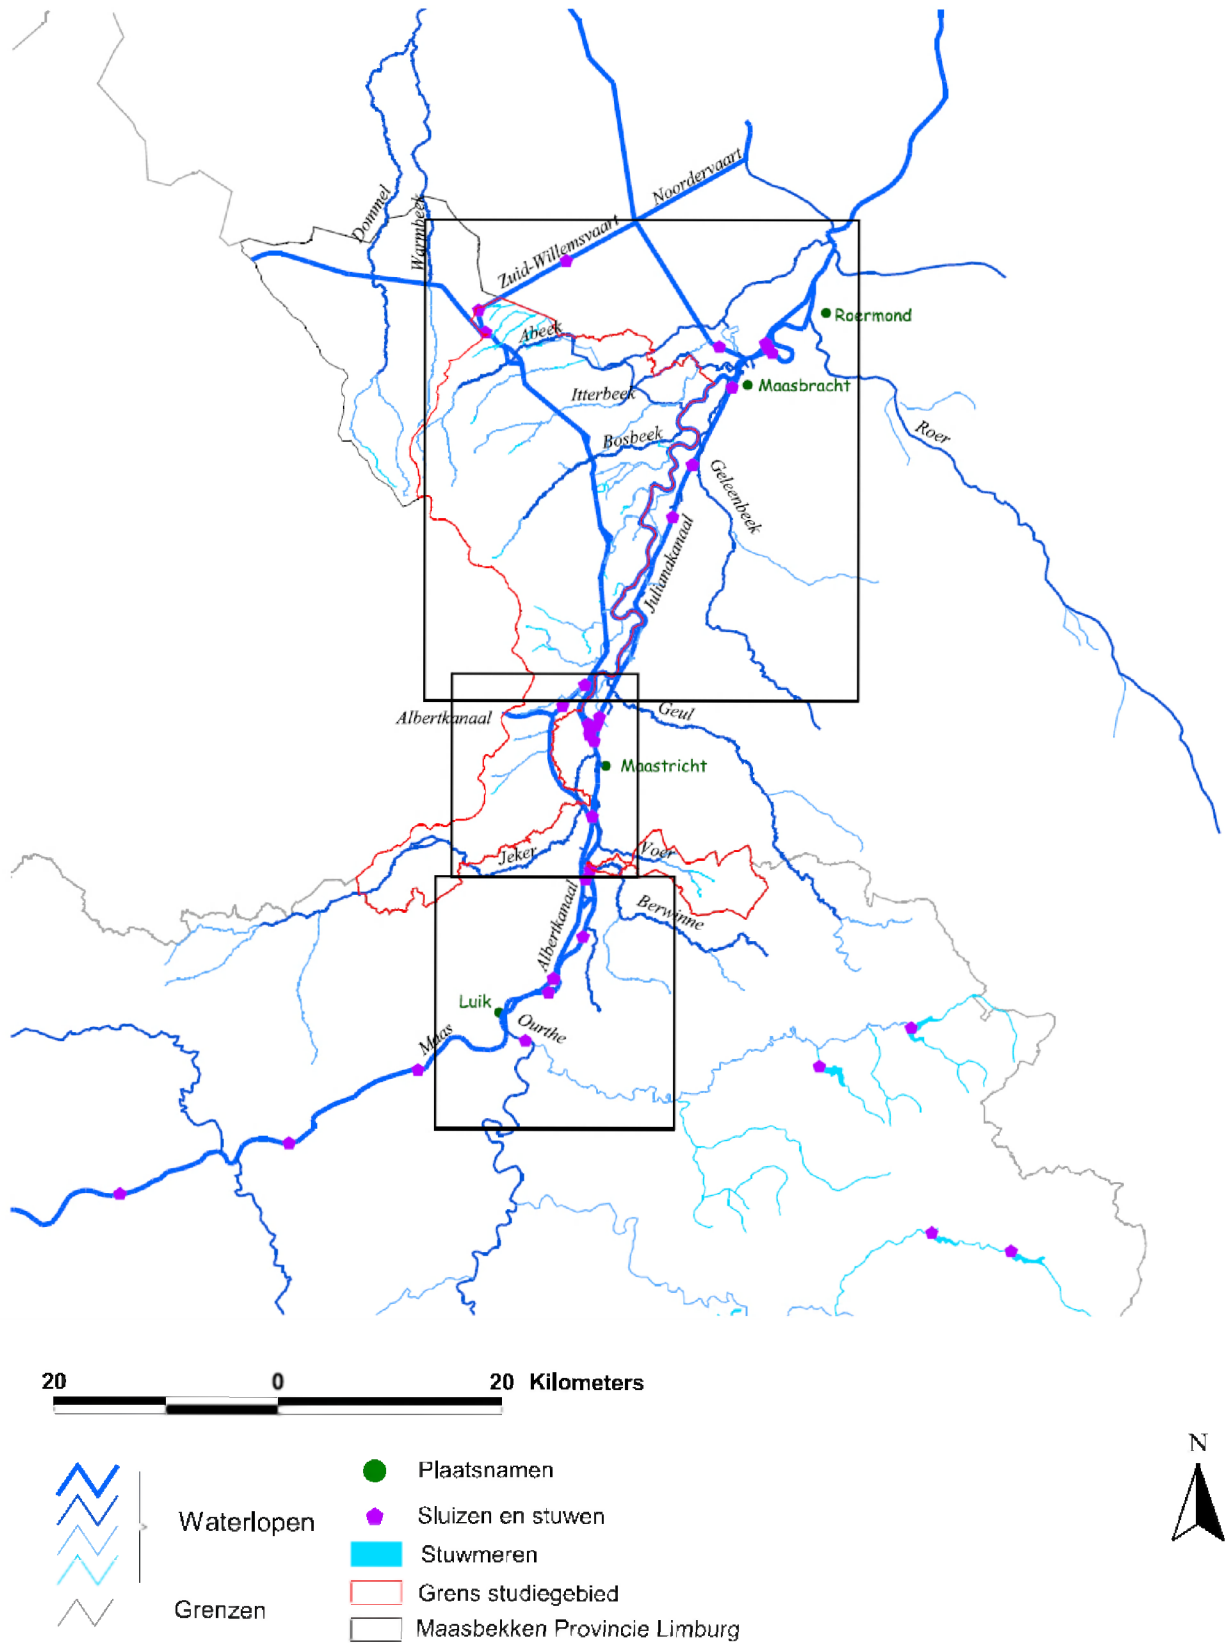 Noordervaart
Dommel
Warmbeek
Zuid-Willemsvaart
Roermond
Abeek
Maasbracht
Itterbeek
Roer
Bosbeek
Geleenbeek
Julianakanaal
Albertkanaal
Geul
Maastricht
Jeker
Voer
Berwinne
Albertkanaal
Luik
Ourthe
Maas
20 0 20 Kilometers
N
Plaatsnamen
Sluizen en stuwen
Waterlopen
Stuwmeren
Grens studiegebied
Grenzen
Maasbekken Provincie Limburg